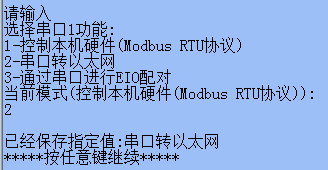 请输入
选择串口1功能:
1-控制本机硬件(Modbus RTU协议)
2-串口转以太网
3-通过串口进行EIO配对
当前模式(控制本机硬件(Modbus RTU协议)):
2
已经保存指定值:串口转以太网
*****按任意键继续*****